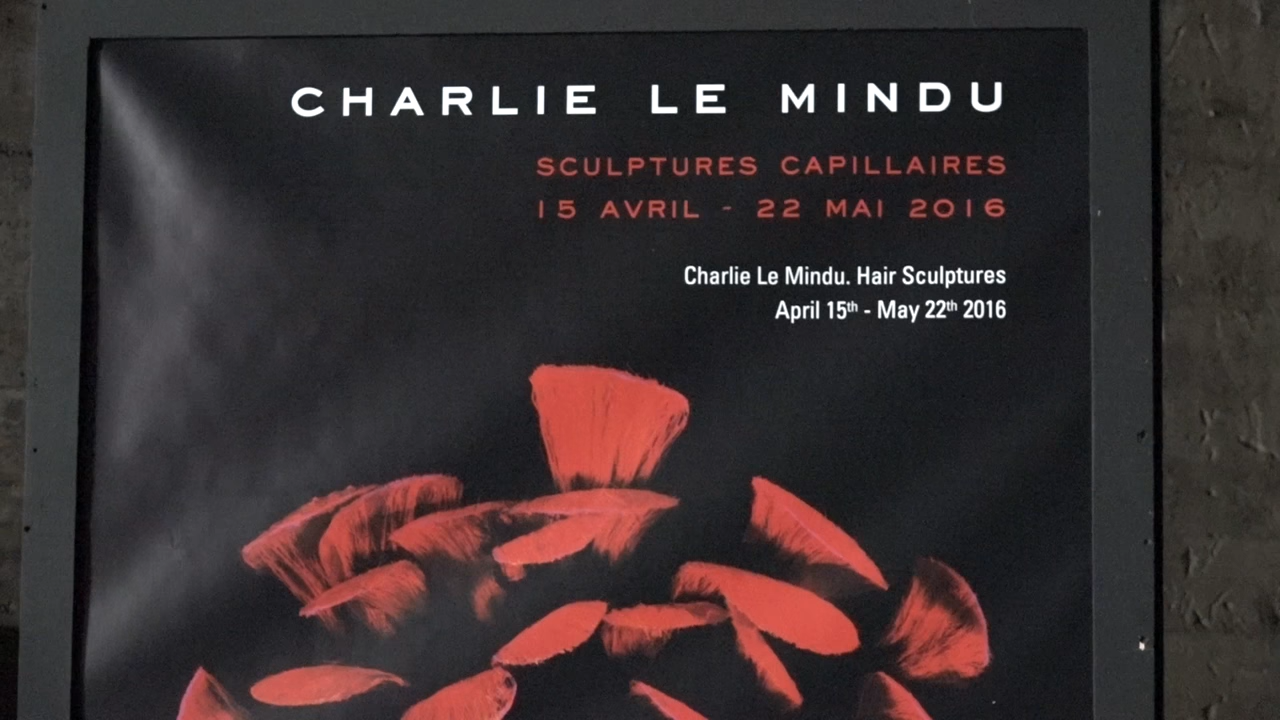 CHARLIE LE MINDU
SCULPTURES CAPILLAIRES
15 AVRIL - 22 MAI 2016
Charlie Le Mindu. Hair Sculptures
April 15th - May 22th 2016